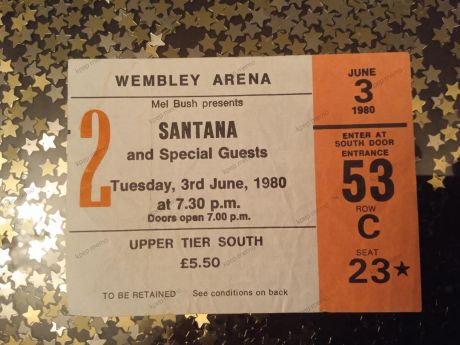 WEMBLEY ARENA
Mel Bush presents
2
SANTANA
and Special Guests
Tuesday, 3rd June, 1980
at 7.30 p.m.
Doors open 7.00 p.m.
UPPER TIER SOUTH
£5.50
TO BE RETAINED See conditions on back
JUNE
3
1980
ENTER AT
SOUTH DOOR
ENTRANCE
53
ROW
C
SEAT
23★